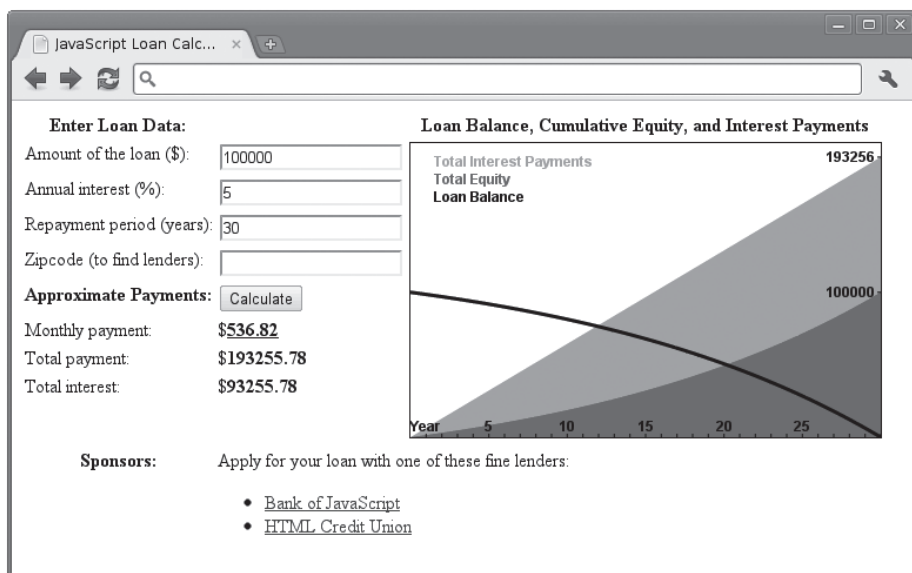 JavaScript Loan Calc...
Enter Loan Data:
Amount of the loan ($): 100000
Annual interest (%): 5
Repayment period (years): 30
Zipcode (to find lenders):
Approximate Payments: Calculate
Monthly payment: $536.82
Total payment: $193255.78
Total interest: $93255.78
Loan Balance, Cumulative Equity, and Interest Payments
Total Interest Payments
Total Equity
Loan Balance
193256
100000
Year 5 10 15 20 25
Sponsors: Apply for your loan with one of these fine lenders:
• Bank of JavaScript
• HTML Credit Union